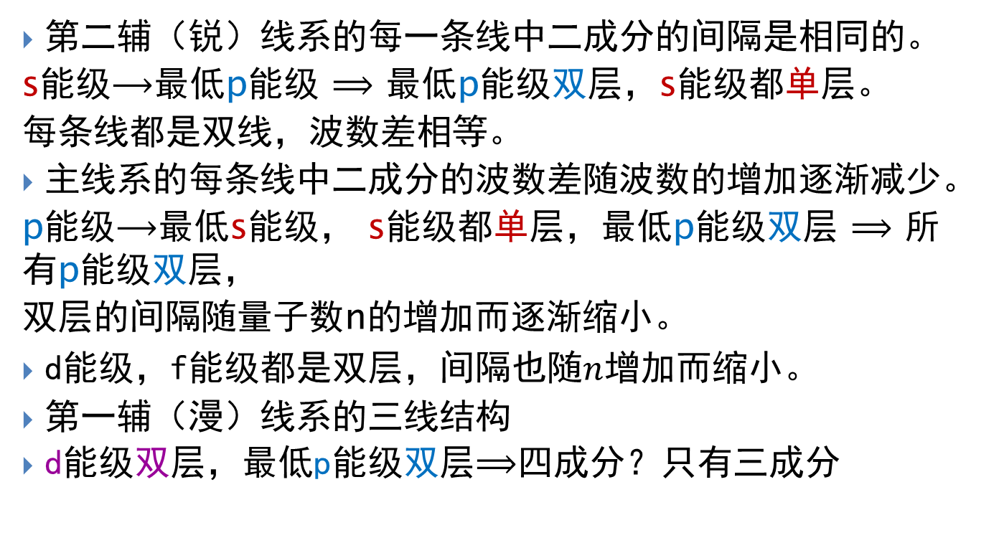 第二辅（锐）线系的每一条线中二成分的间隔是相同的。
s能级⟶最低p能级 ⟹ 最低p能级双层，s能级都单层。
每条线都是双线，波数差相等。
主线系的每条线中二成分的波数差随波数的增加逐渐减少。
p能级⟶最低s能级， s能级都单层，最低p能级双层 ⟹ 所
有p能级双层，
双层的间隔随量子数n的增加而逐渐缩小。
d能级，f能级都是双层，间隔也随n增加而缩小。
第一辅（漫）线系的三线结构
d能级双层，最低p能级双层⟹四成分？只有三成分